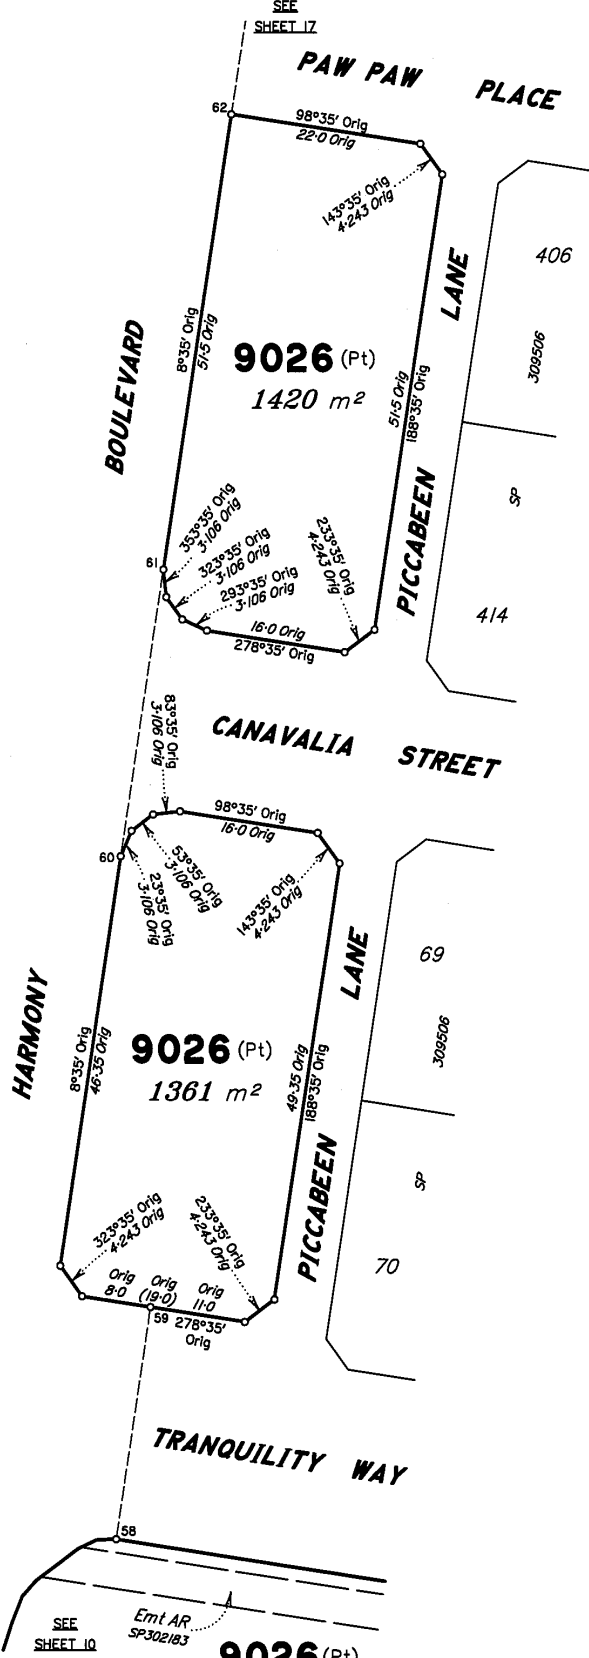 SEE
SHEET 17
PAW PAW PLACE
62
98°35' Orig
22·0 Orig
143°35' Orig
4·243 Orig
LANE
406
309506
8°35' Orig
51·5 Orig
9026 (Pt)
1420 m²
51·5 Orig
188°35' Orig
BOULEVARD
PICCABEEN
SP
414
353°35' Orig
3·106 Orig
323°35' Orig
3·106 Orig
293°35' Orig
3·106 Orig
233°35' Orig
4·243 Orig
61
16·0 Orig
278°35' Orig
CANAVALIA STREET
83°35' Orig
3·106 Orig
98°35' Orig
16·0 Orig
60
53°35' Orig
3·106 Orig
23°35' Orig
3·106 Orig
143°35' Orig
4·243 Orig
LANE
69
309506
HARMONY
8°35' Orig
46·35 Orig
9026 (Pt)
1361 m²
49·35 Orig
188°35' Orig
PICCABEEN
SP
70
323°35' Orig
4·243 Orig
233°35' Orig
4·243 Orig
Orig Orig Orig
8·0 (19·0) 11·0
59 278°35'
Orig
TRANQUILITY WAY
58
Emt AR
SP302183
SEE
SHEET 10
9026 (Pt)